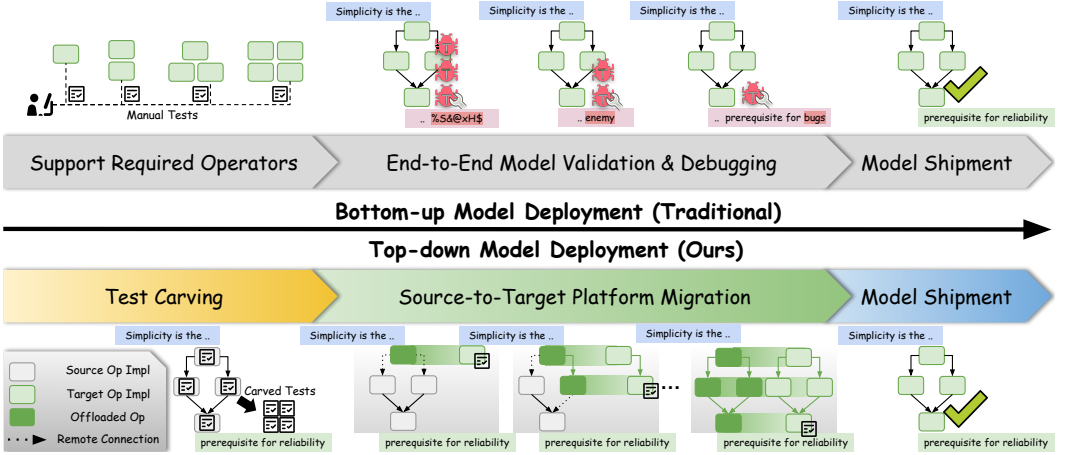 Simplicity is the ..
Simplicity is the ..
Simplicity is the ..
Simplicity is the ..
Manual Tests
.. %S&@xH$
.. enemy
.. prerequisite for bugs
prerequisite for reliability
Support Required Operators
End-to-End Model Validation & Debugging
Model Shipment
Bottom-up Model Deployment (Traditional)
Top-down Model Deployment (Ours)
Test Carving
Source-to-Target Platform Migration
Model Shipment
Simplicity is the ..
Simplicity is the ..
Simplicity is the ..
Simplicity is the ..
Simplicity is the ..
Source Op Impl
Target Op Impl
Offloaded Op
Remote Connection
Carved Tests
...
prerequisite for reliability
prerequisite for reliability
prerequisite for reliability
prerequisite for reliability
prerequisite for reliability